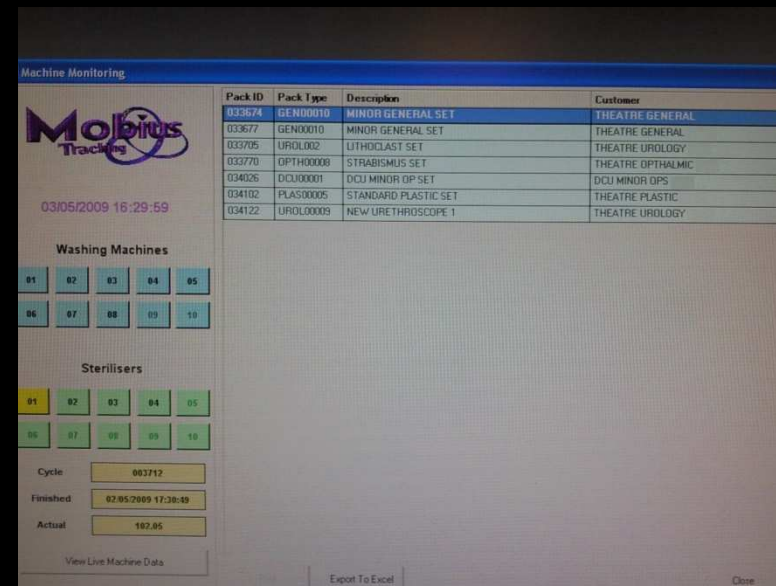 Machine Monitoring
Mobius
Tracking
03/05/2009 16:29:59
Washing Machines
01 02 03 04 05
06 07 08 09 10
Sterilisers
01 02 03 04 05
06 07 08 09 10
Cycle 003712
Finished 02/05/2009 17:30:49
Actual 102.05
View Live Machine Data
Pack ID Pack Type Description Customer
033674 GEN00010 MINOR GENERAL SET THEATRE GENERAL
033677 GEN00010 MINOR GENERAL SET THEATRE GENERAL
033705 UROL002 LITHOCLAST SET THEATRE UROLOGY
033770 OPTH00008 STRABISMUS SET THEATRE OPTHALMIC
034026 DCU00001 DCU MINOR OP SET DCU MINOR OPS
034102 PLAS00005 STANDARD PLASTIC SET THEATRE PLASTIC
034122 UROL00009 NEW URETHROSCOPE 1 THEATRE UROLOGY
Export To Excel
Close